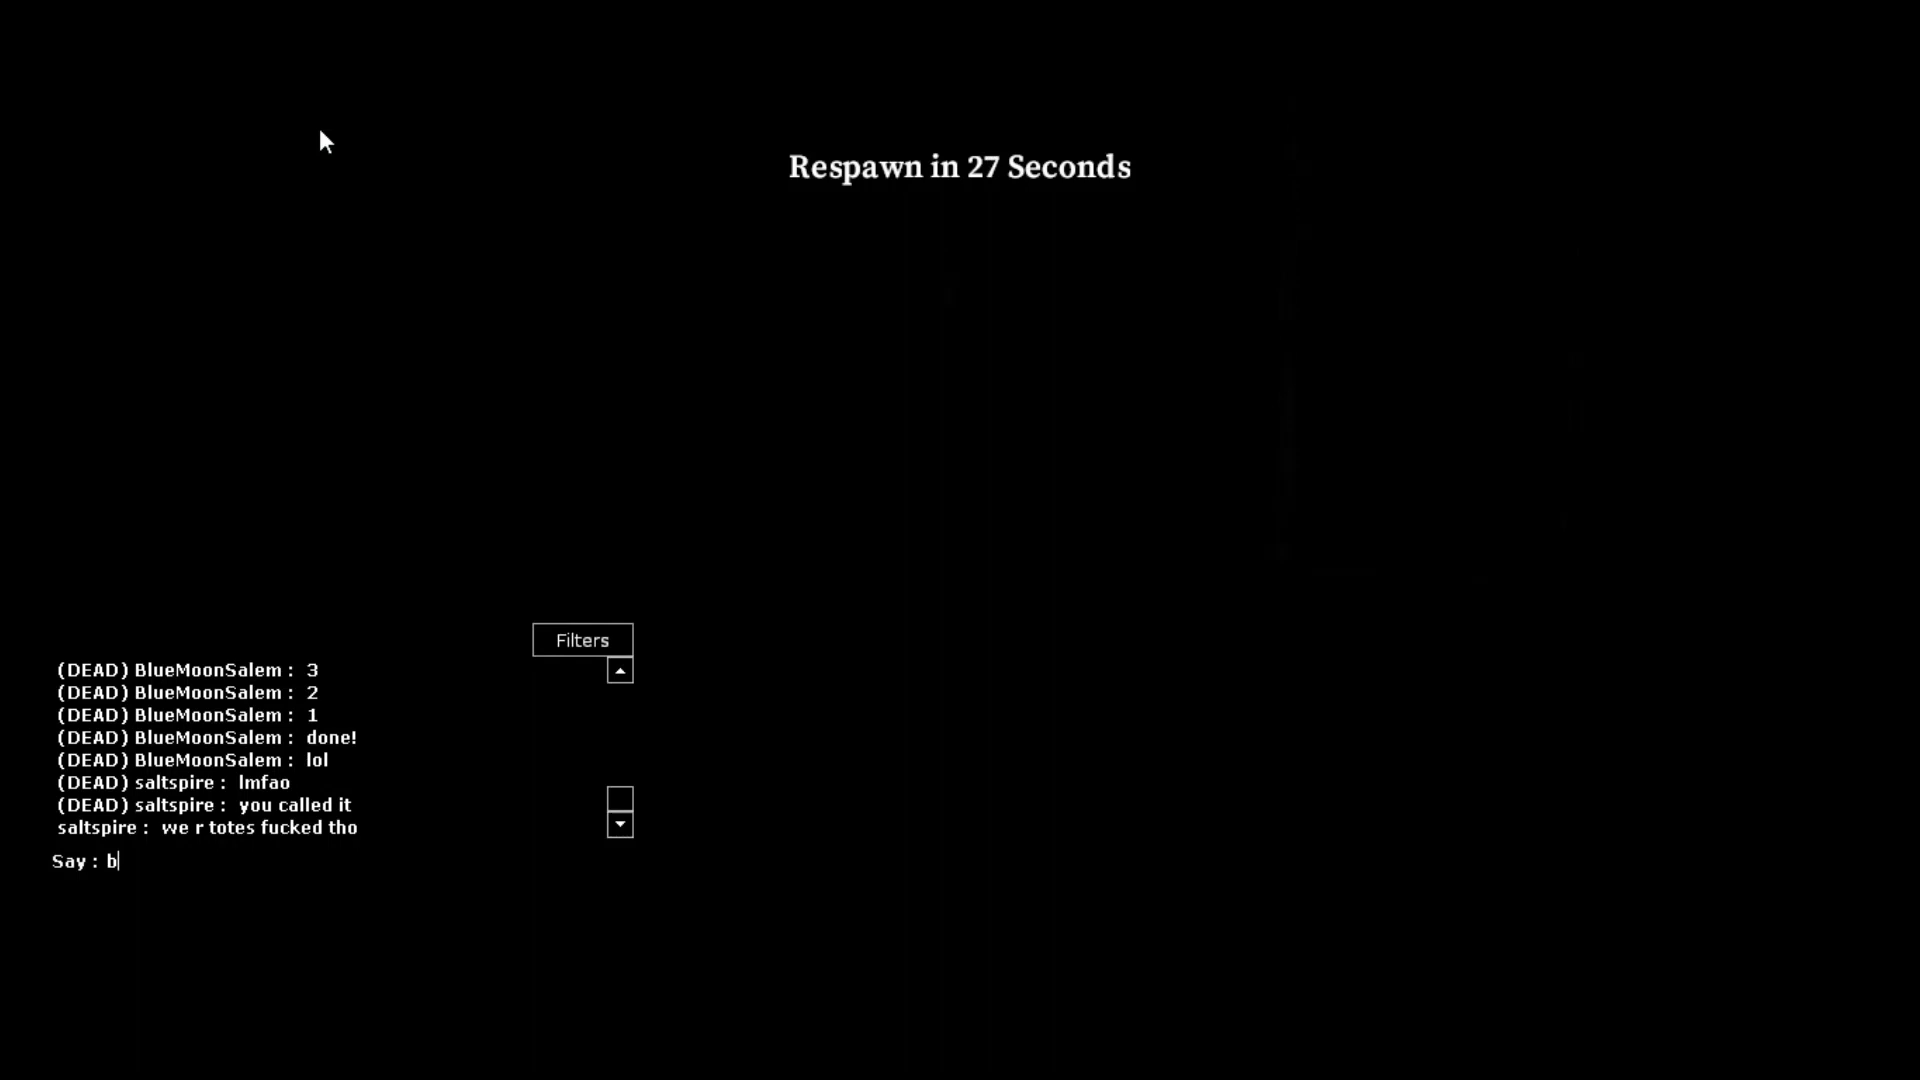 Respawn in 27 Seconds
Filters
(DEAD) BlueMoonSalem : 3
(DEAD) BlueMoonSalem : 2
(DEAD) BlueMoonSalem : 1
(DEAD) BlueMoonSalem : done!
(DEAD) BlueMoonSalem : lol
(DEAD) saltspire : lmfao
(DEAD) saltspire : you called it
saltspire : we r totes fucked tho
Say : b